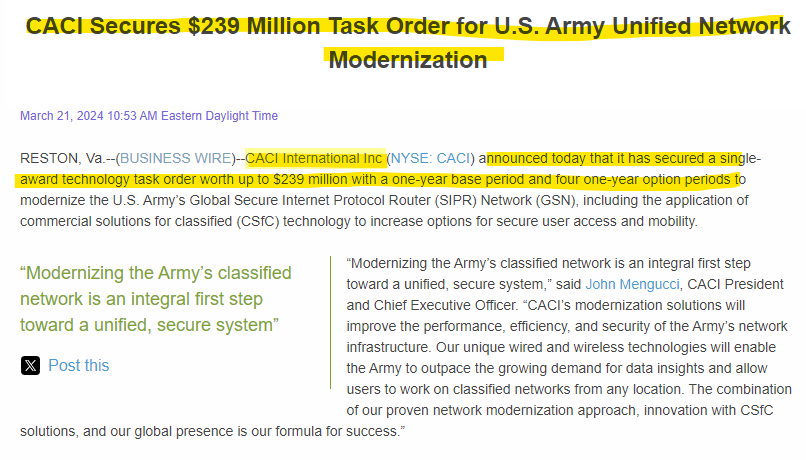 CACI Secures $239 Million Task Order for U.S. Army Unified Network
Modernization
March 21, 2024 10:53 AM Eastern Daylight Time
RESTON, Va.--(BUSINESS WIRE)--CACI International Inc (NYSE: CACI) announced today that it has secured a single-
award technology task order worth up to $239 million with a one-year base period and four one-year option periods to
modernize the U.S. Army’s Global Secure Internet Protocol Router (SIPR) Network (GSN), including the application of
commercial solutions for classified (CSfC) technology to increase options for secure user access and mobility.
“Modernizing the Army’s classified
network is an integral first step
toward a unified, secure system”
X Post this
“Modernizing the Army’s classified network is an integral first step
toward a unified, secure system,” said John Mengucci, CACI President
and Chief Executive Officer. “CACI’s modernization solutions will
improve the performance, efficiency, and security of the Army’s network
infrastructure. Our unique wired and wireless technologies will enable
the Army to outpace the growing demand for data insights and allow
users to work on classified networks from any location. The combination
of our proven network modernization approach, innovation with CSfC
solutions, and our global presence is our formula for success.”